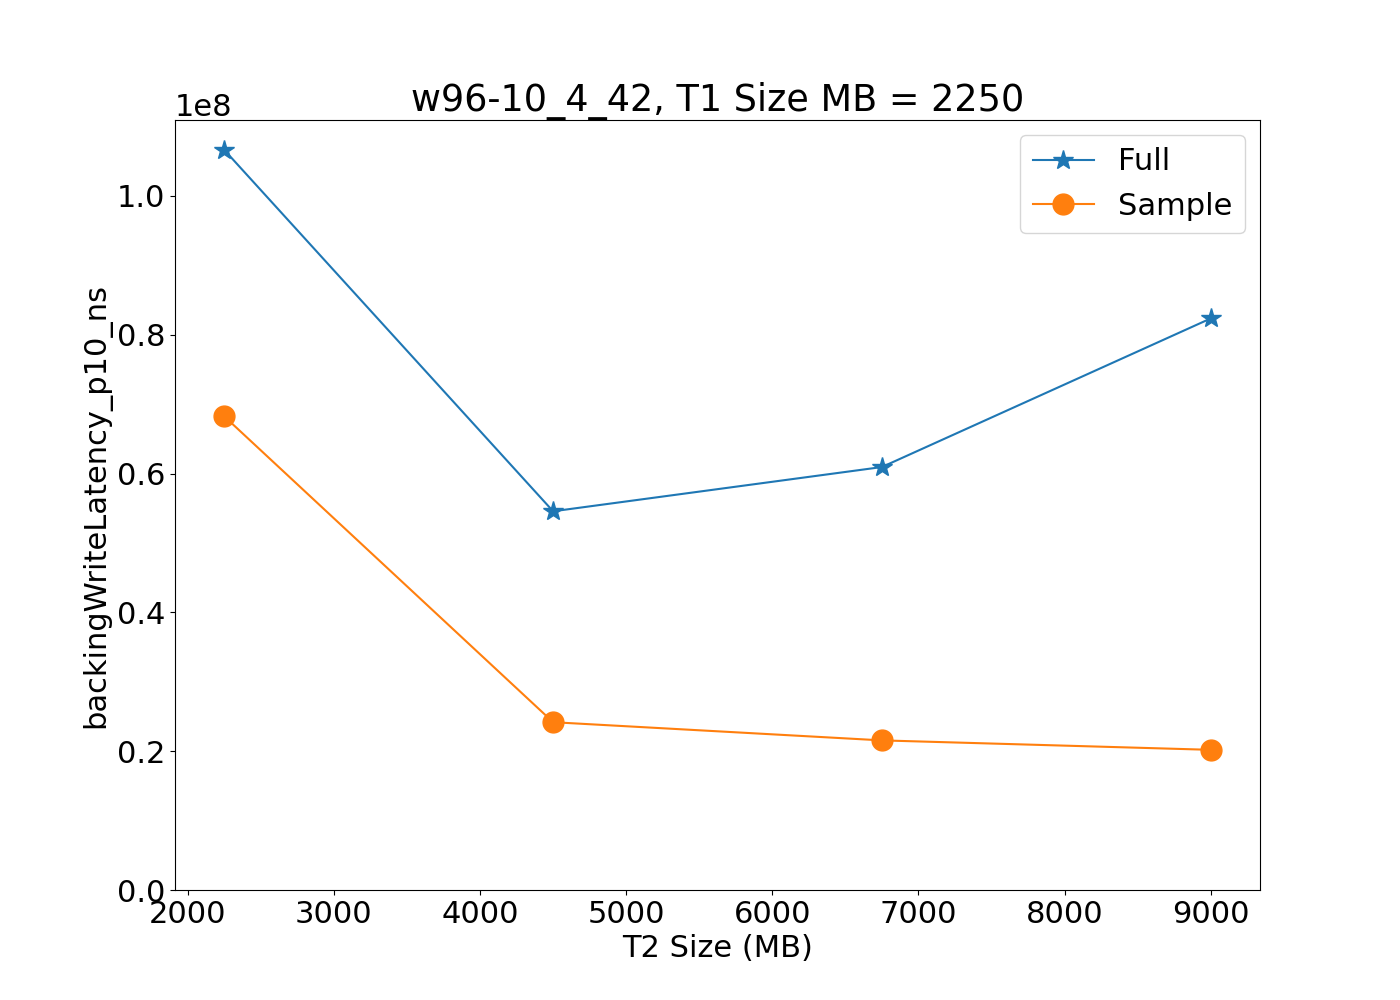 w96-10_4_42, T1 Size MB = 2250
1e8
Full
Sample
backingWriteLatency_p10_ns
1.0
0.8
0.6
0.4
0.2
0.0
2000 3000 4000 5000 6000 7000 8000 9000
T2 Size (MB)